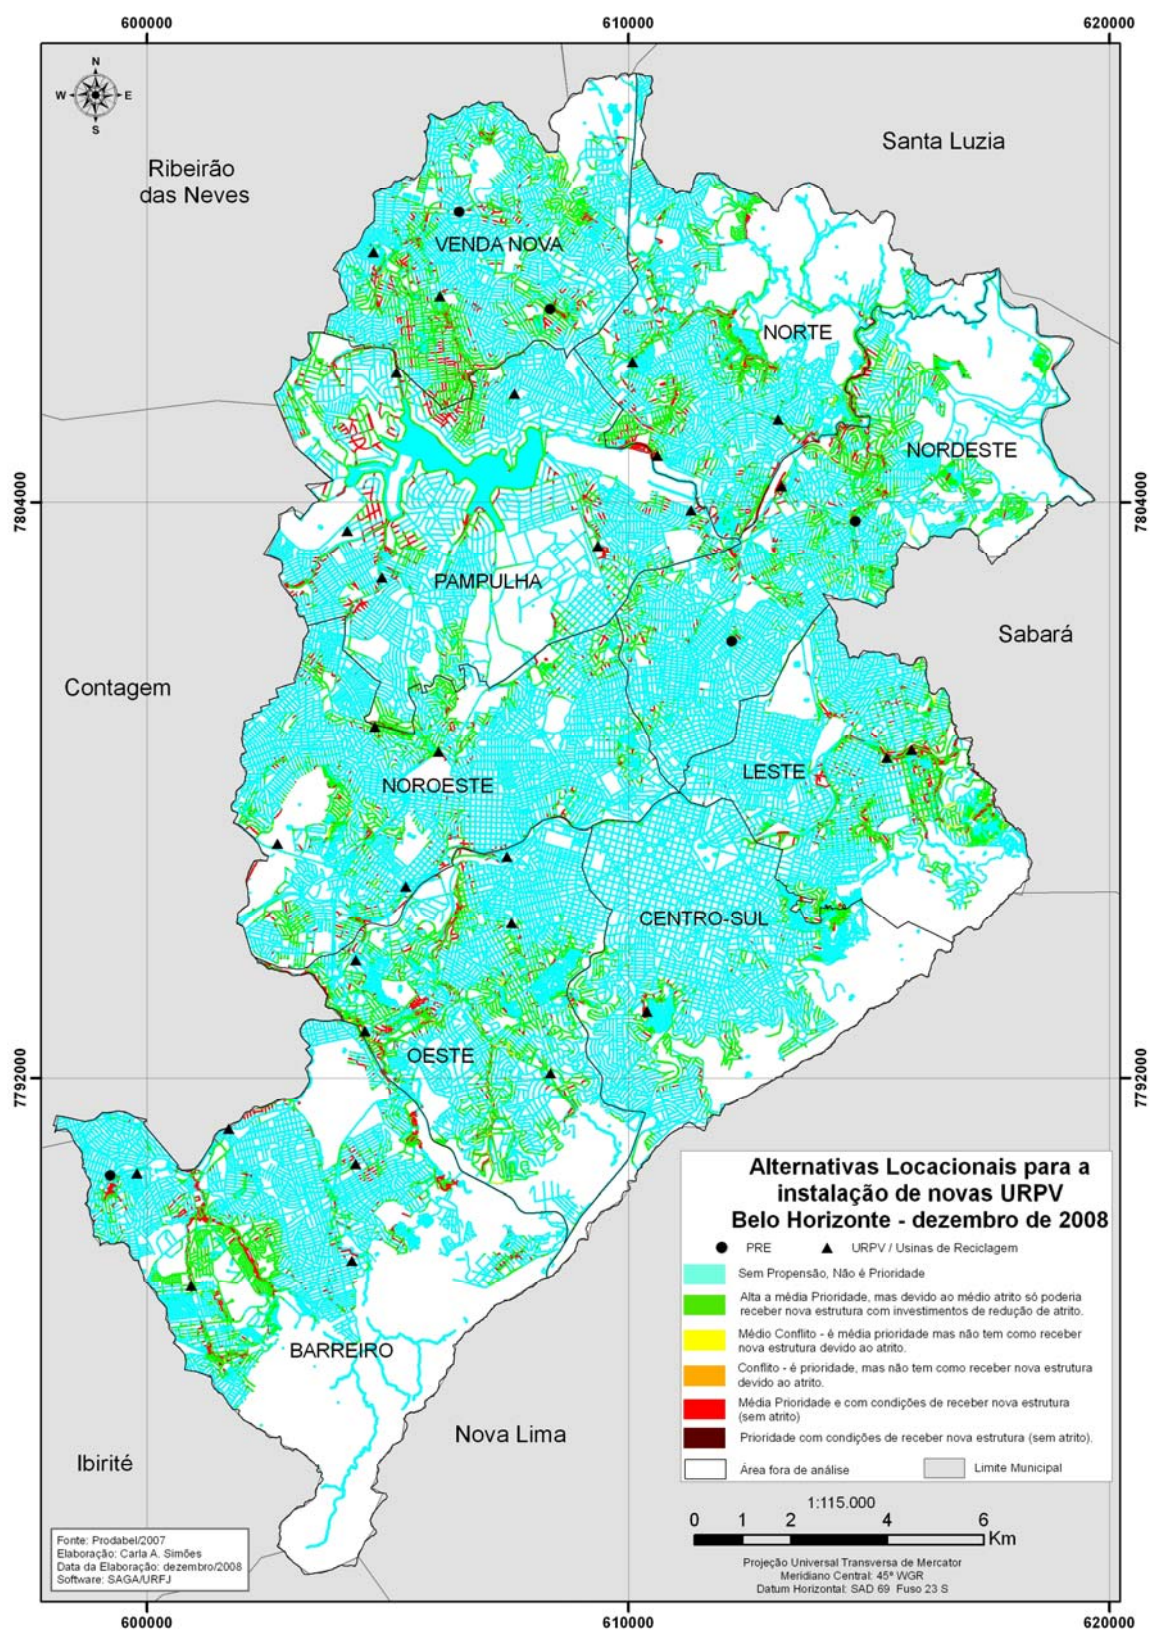 600000
610000
620000
N
W
E
S
Santa Luzia
Ribeirão
das Neves
VENDA NOVA
NORTE
NORDESTE
7804000
7804000
PAMPULHA
Sabará
Contagem
NOROESTE
LESTE
CENTRO-SUL
OESTE
7792000
7792000
BARREIRO
Nova Lima
Ibirité
Alternativas Locacionais para a
instalação de novas URPV
Belo Horizonte - dezembro de 2008
PRE
URPV / Usinas de Reciclagem
Sem Propensão, Não é Prioridade
Alta a média Prioridade, mas devido ao médio atrito só poderia
receber nova estrutura com investimentos de redução de atrito.
Médio Conflito - é média prioridade mas não tem como receber
nova estrutura devido ao atrito.
Conflito - é prioridade, mas não tem como receber nova estrutura
devido ao atrito.
Média Prioridade e com condições de receber nova estrutura
(sem atrito)
Prioridade com condições de receber nova estrutura (sem atrito).
Área fora de análise
Limite Municipal
1:115.000
0 1 2 4 6
Km
Projeção Universal Transversa de Mercator
Meridiano Central: 45º WGR
Datum Horizontal: SAD 69 Fuso 23 S
Fonte: Prodabel/2007
Elaboração: Carla A. Simões
Data da Elaboração: dezembro/2008
Software: SAGA/URFJ
600000
610000
620000